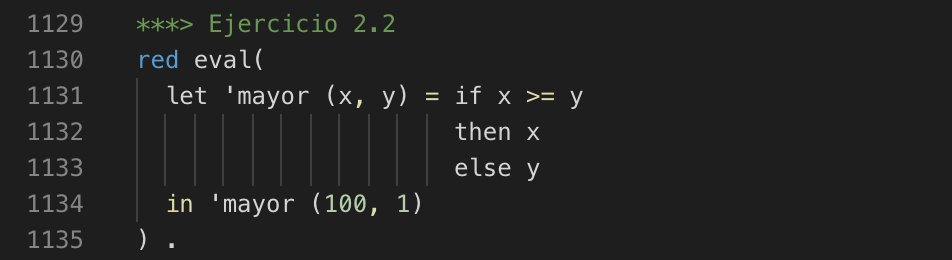 1129 ***> Ejercicio 2.2
1130 red eval(
1131 let 'mayor (x, y) = if x >= y
1132 then x
1133 else y
1134 in 'mayor (100, 1)
1135 ) .